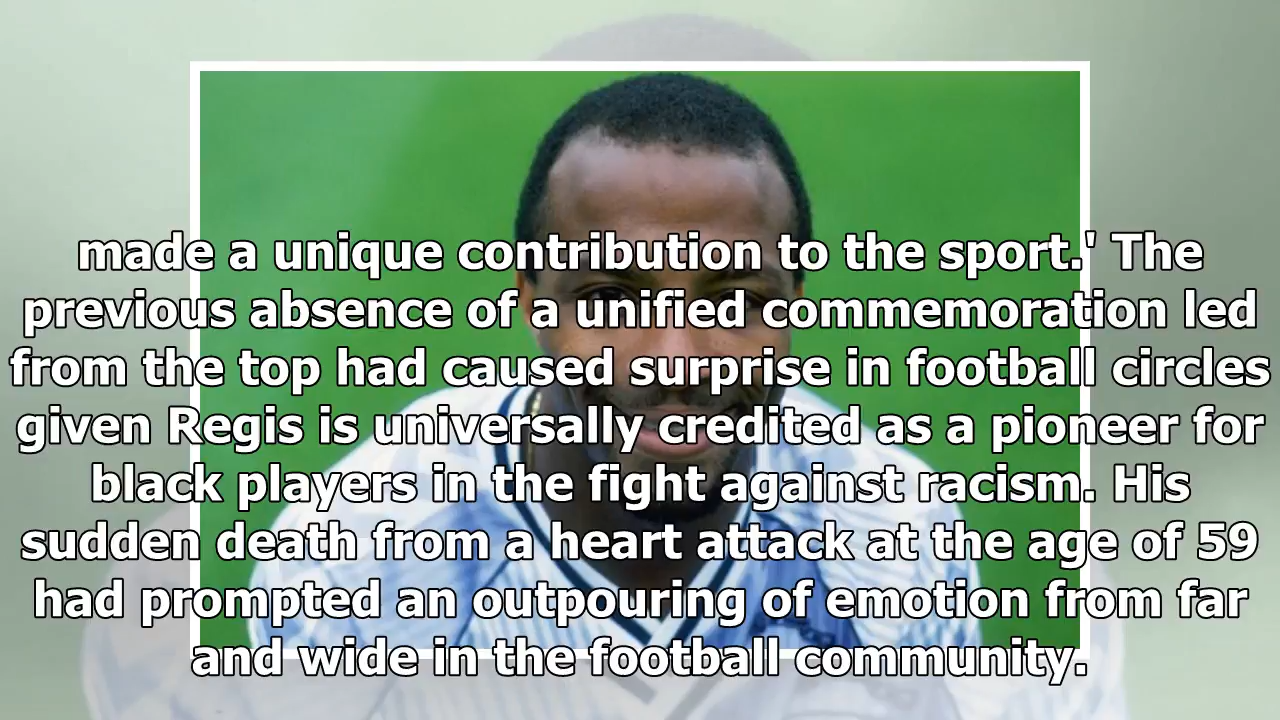 made a unique contribution to the sport.' The
previous absence of a unified commemoration led
from the top had caused surprise in football circles
given Regis is universally credited as a pioneer for
black players in the fight against racism. His
sudden death from a heart attack at the age of 59
had prompted an outpouring of emotion from far
and wide in the football community.